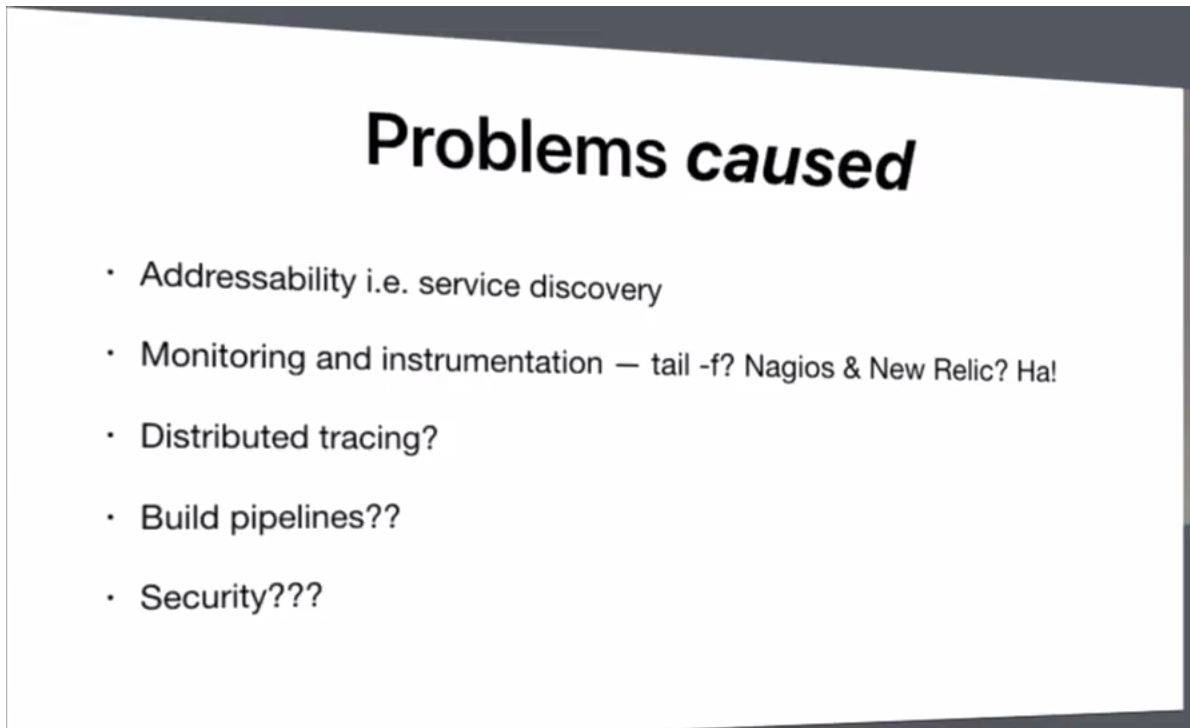 Problems caused
· Addressability i.e. service discovery
· Monitoring and instrumentation — tail -f? Nagios & New Relic? Ha!
· Distributed tracing?
· Build pipelines??
· Security???